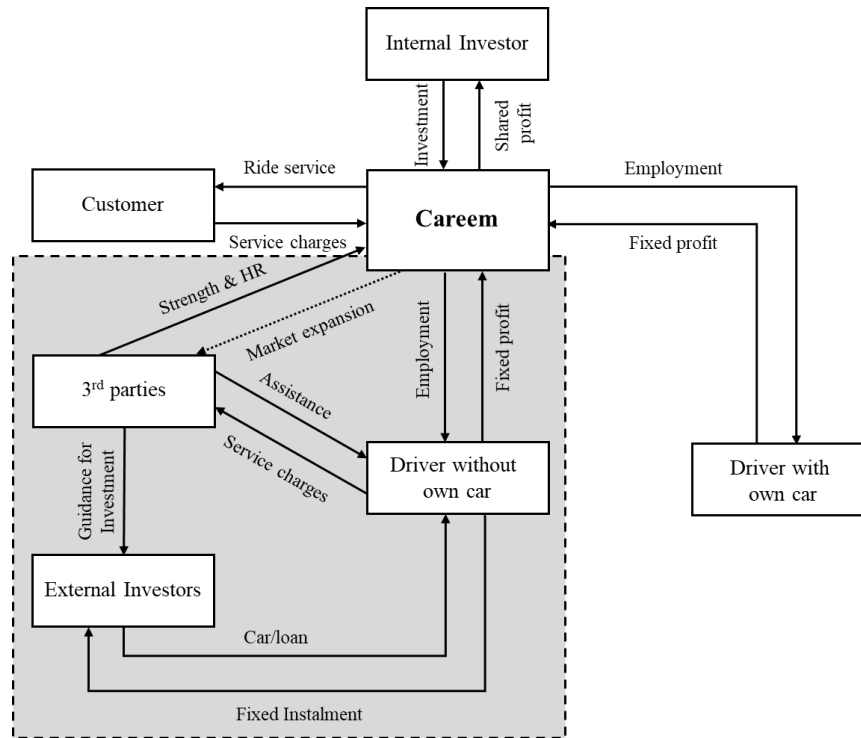 Internal Investor
Investment
Shared
profit
Ride service
Employment
Customer
Careem
Service charges
Fixed profit
Strength & HR
Market expansion
Employment
Fixed profit
3rd parties
Assistance
Service charges
Driver without
own car
Driver with
own car
Guidance for
Investment
External Investors
Car/loan
Fixed Instalment